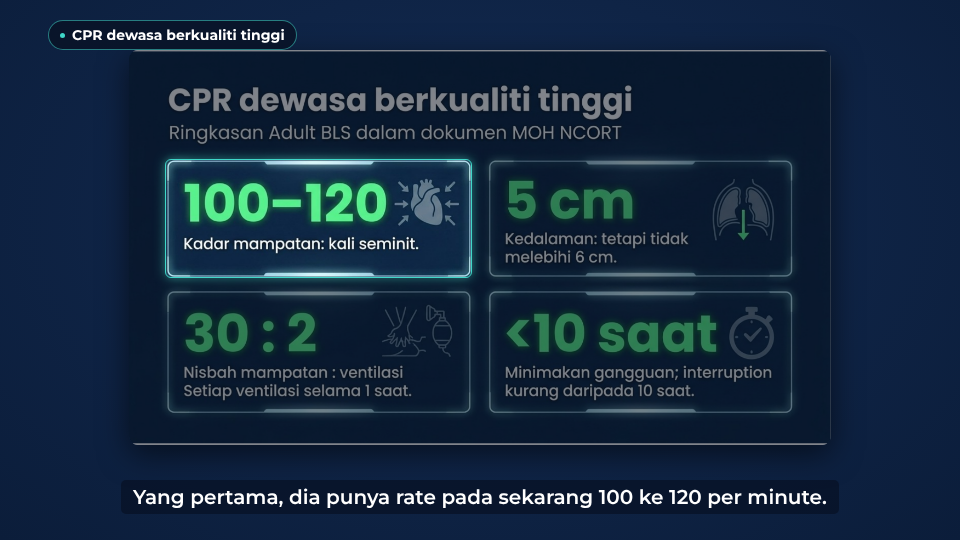 CPR dewasa berkualiti tinggi
CPR dewasa berkualiti tinggi
Ringkasan Adult BLS dalam dokumen MOH NCORT
100–120
Kadar mampatan: kali seminit.
5 cm
Kedalaman: tetapi tidak
melebihi 6 cm.
30 : 2
Nisbah mampatan : ventilasi
Setiap ventilasi selama 1 saat.
<10 saat
Minimakan gangguan; interruption
kurang daripada 10 saat.
Yang pertama, dia punya rate pada sekarang 100 ke 120 per minute.